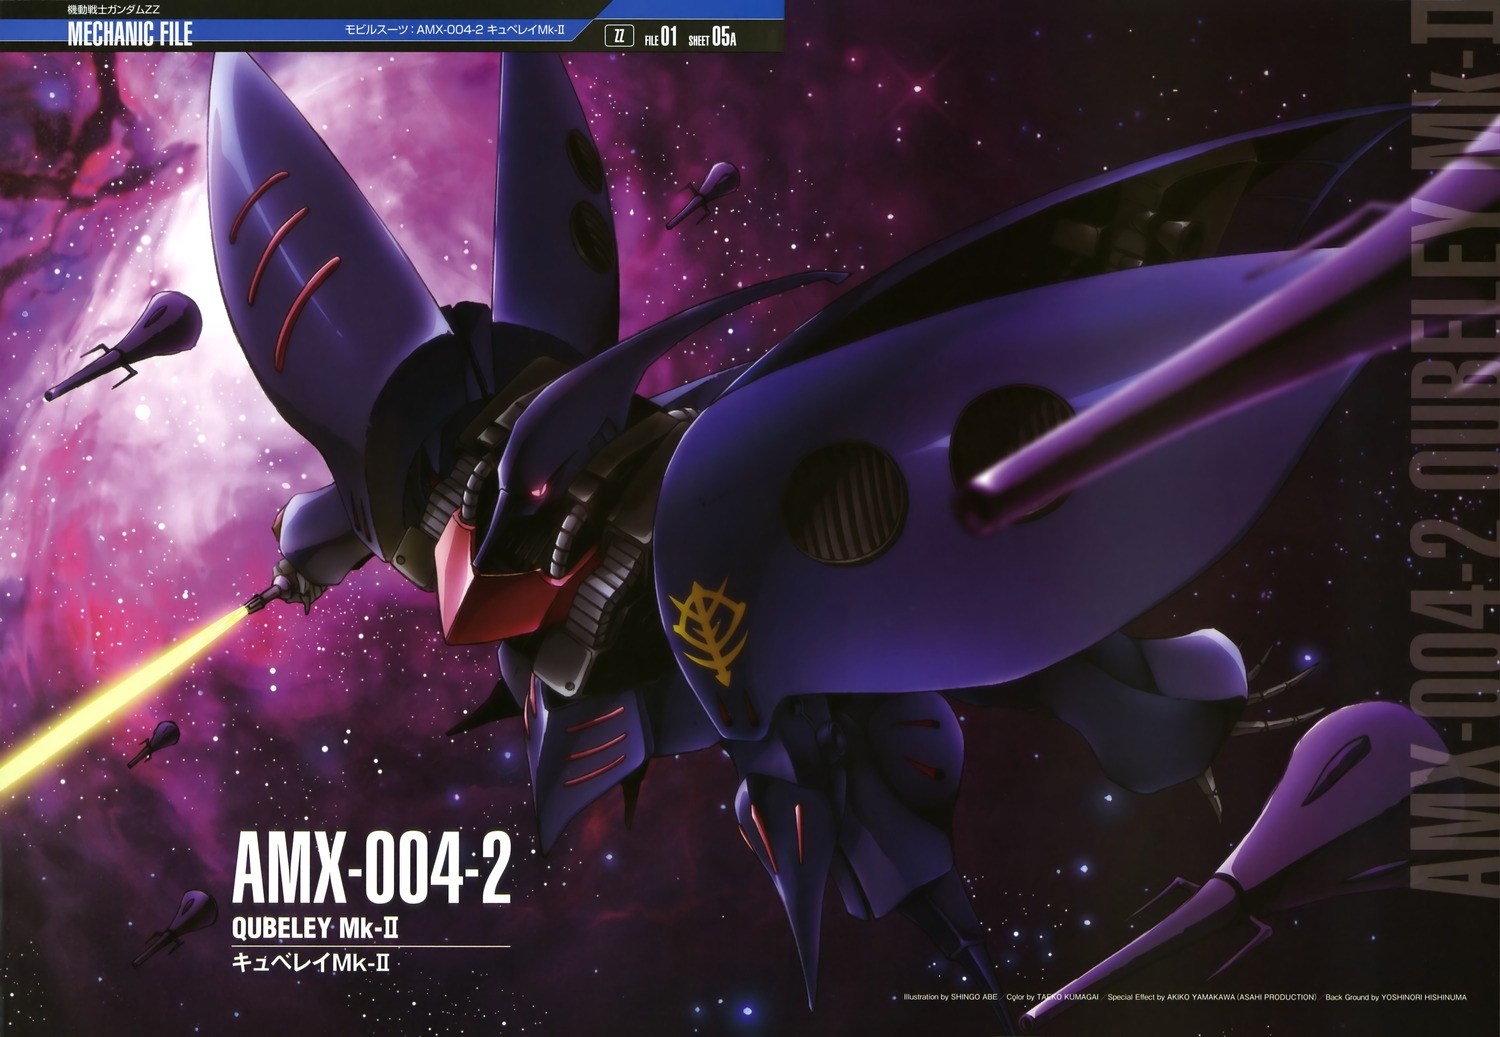 機動戦士ガンダムZZ
MECHANIC FILE
モビルスーツ：AMX-004-2 キュベレイMk-Ⅱ
ZZ FILE 01 SHEET 05A
AMX-004-2 QUBELEY Mk-Ⅱ
AMX-004-2
QUBELEY Mk-Ⅱ
キュベレイMk-Ⅱ
Illustration by SHINGO ABE／Color by TAEKO KUMAGAI／Special Effect by AKIKO YAMAKAWA (ASAHI PRODUCTION)／Back Ground by YOSHINORI HISHINUMA